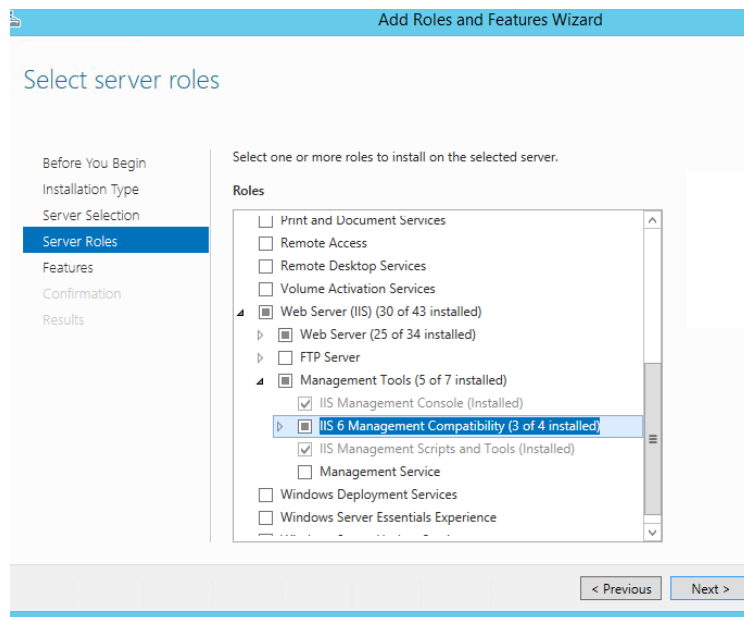 Add Roles and Features Wizard
Select server roles
Before You Begin
Installation Type
Server Selection
Server Roles
Features
Confirmation
Results
Select one or more roles to install on the selected server.
Roles
Print and Document Services
Remote Access
Remote Desktop Services
Volume Activation Services
Web Server (IIS) (30 of 43 installed)
Web Server (25 of 34 installed)
FTP Server
Management Tools (5 of 7 installed)
IIS Management Console (Installed)
IIS 6 Management Compatibility (3 of 4 installed)
IIS Management Scripts and Tools (Installed)
Management Service
Windows Deployment Services
Windows Server Essentials Experience
< Previous
Next >